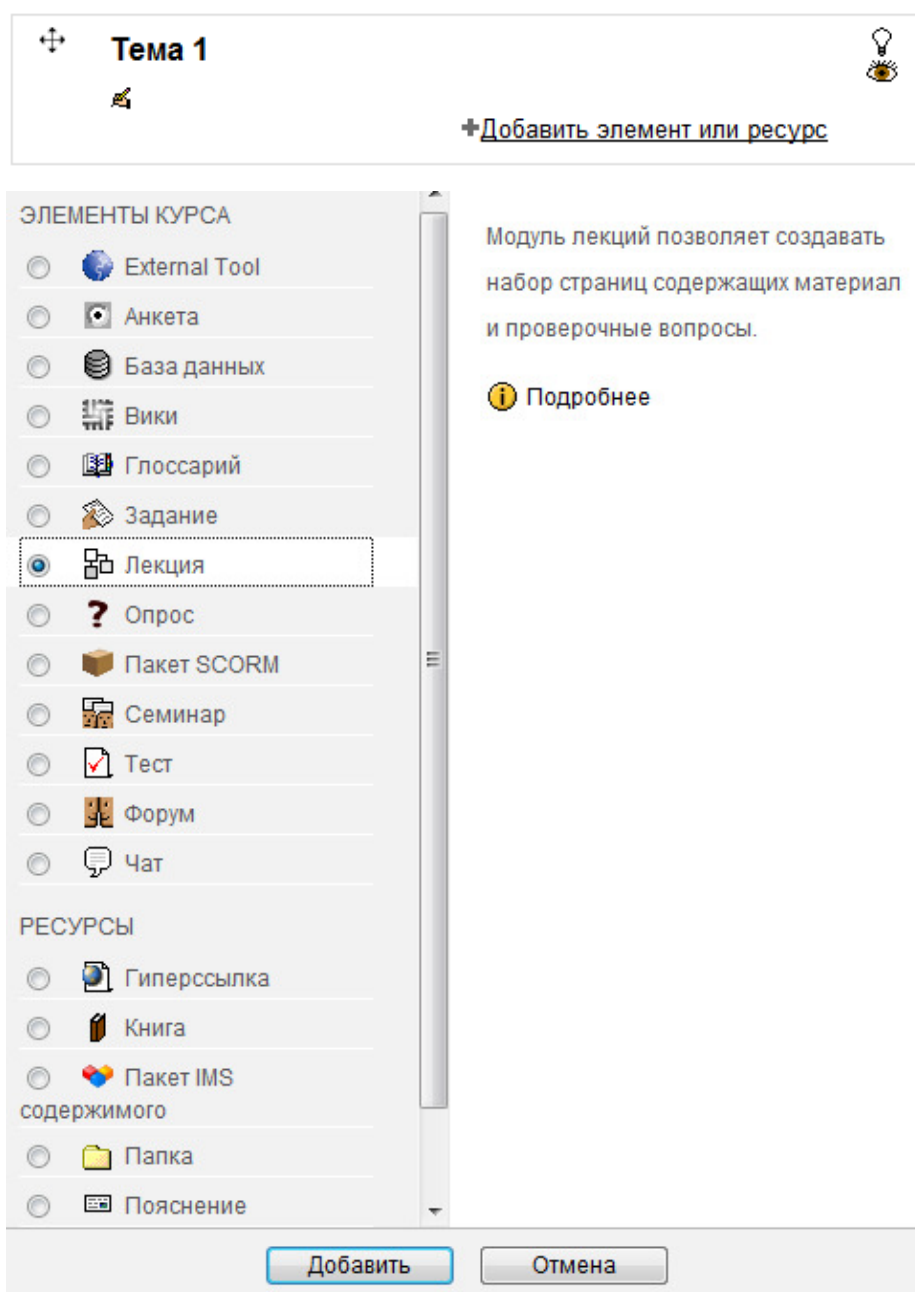 Тема 1
Добавить элемент или ресурс
ЭЛЕМЕНТЫ КУРСА
External Tool
Анкета
База данных
Вики
Глоссарий
Задание
Лекция
Опрос
Пакет SCORM
Семинар
Тест
Форум
Чат
РЕСУРСЫ
Гиперссылка
Книга
Пакет IMS
содержимого
Папка
Пояснение
Модуль лекций позволяет создавать
набор страниц содержащих материал
и проверочные вопросы.
Подробнее
Добавить
Отмена